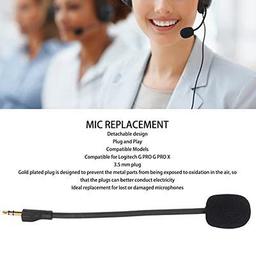 MIC REPLACEMENT
Detachable design
Plug and Play
Compatible Models
Compatible for Logitech G PRO G PRO X
3.5 mm plug
Gold plated plug is designed to prevent the metal parts from being exposed to oxidation in the air, so
that the plugs can better conduct electricity
Ideal replacement for lost or damaged microphones